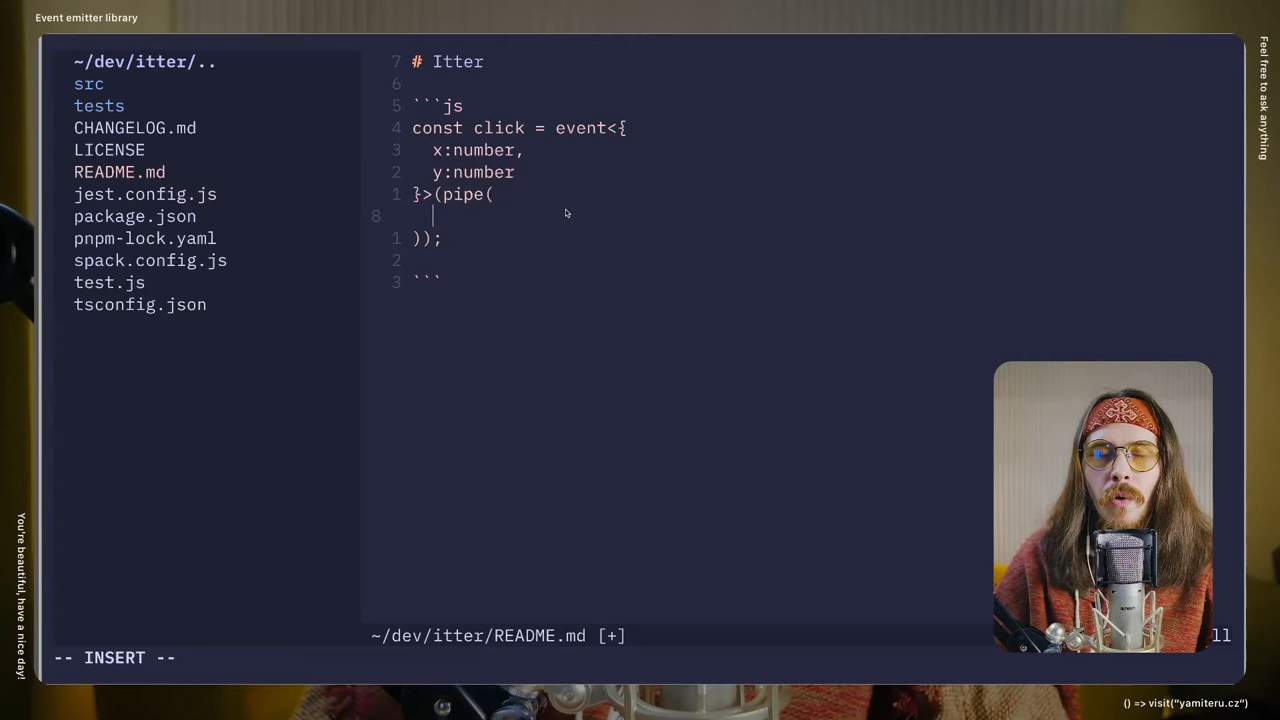 Event emitter library
Feel free to ask anything
~/dev/itter/..
src
tests
CHANGELOG.md
LICENSE
README.md
jest.config.js
package.json
pnpm-lock.yaml
spack.config.js
test.js
tsconfig.json
7 # Itter
6
5 ```js
4 const click = event<{
3   x:number,
2   y:number
1 }>(pipe(
8
1 ));
2
3 ```
~/dev/itter/README.md [+]
ll
-- INSERT --
You're beautiful, have a nice day!
() => visit("yamiteru.cz")